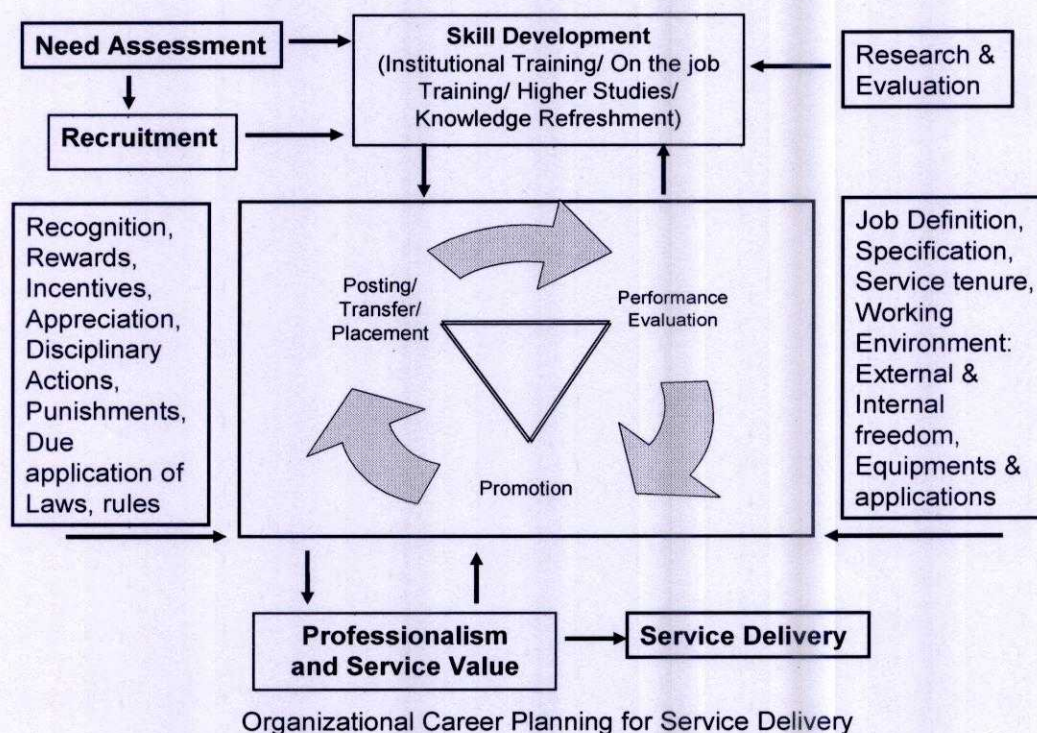 Need Assessment
Skill Development
(Institutional Training/ On the job
Training/ Higher Studies/
Knowledge Refreshment)
Research &
Evaluation
Recruitment
Recognition,
Rewards,
Incentives,
Appreciation,
Disciplinary
Actions,
Punishments,
Due
application of
Laws, rules
Posting/
Transfer/
Placement
Performance
Evaluation
Promotion
Job Definition,
Specification,
Service tenure,
Working
Environment:
External &
Internal
freedom,
Equipments &
applications
Professionalism
and Service Value
Service Delivery
Organizational Career Planning for Service Delivery